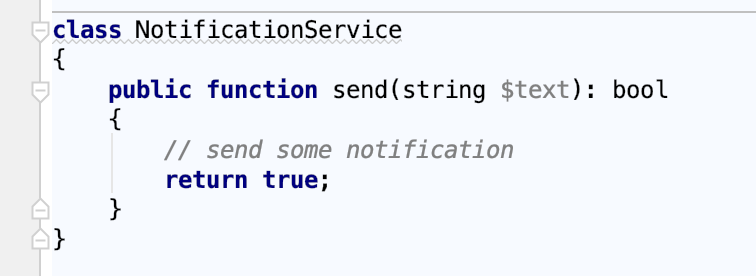 class NotificationService
{
    public function send(string $text): bool
    {
        // send some notification
        return true;
    }
}